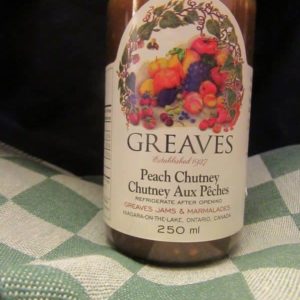 GREAVES
Established 1927
Peach Chutney
Chutney Aux Pêches
REFRIGERATE AFTER OPENING
GREAVES JAMS & MARMALADES
NIAGARA-ON-THE-LAKE, ONTARIO, CANADA
250 ml